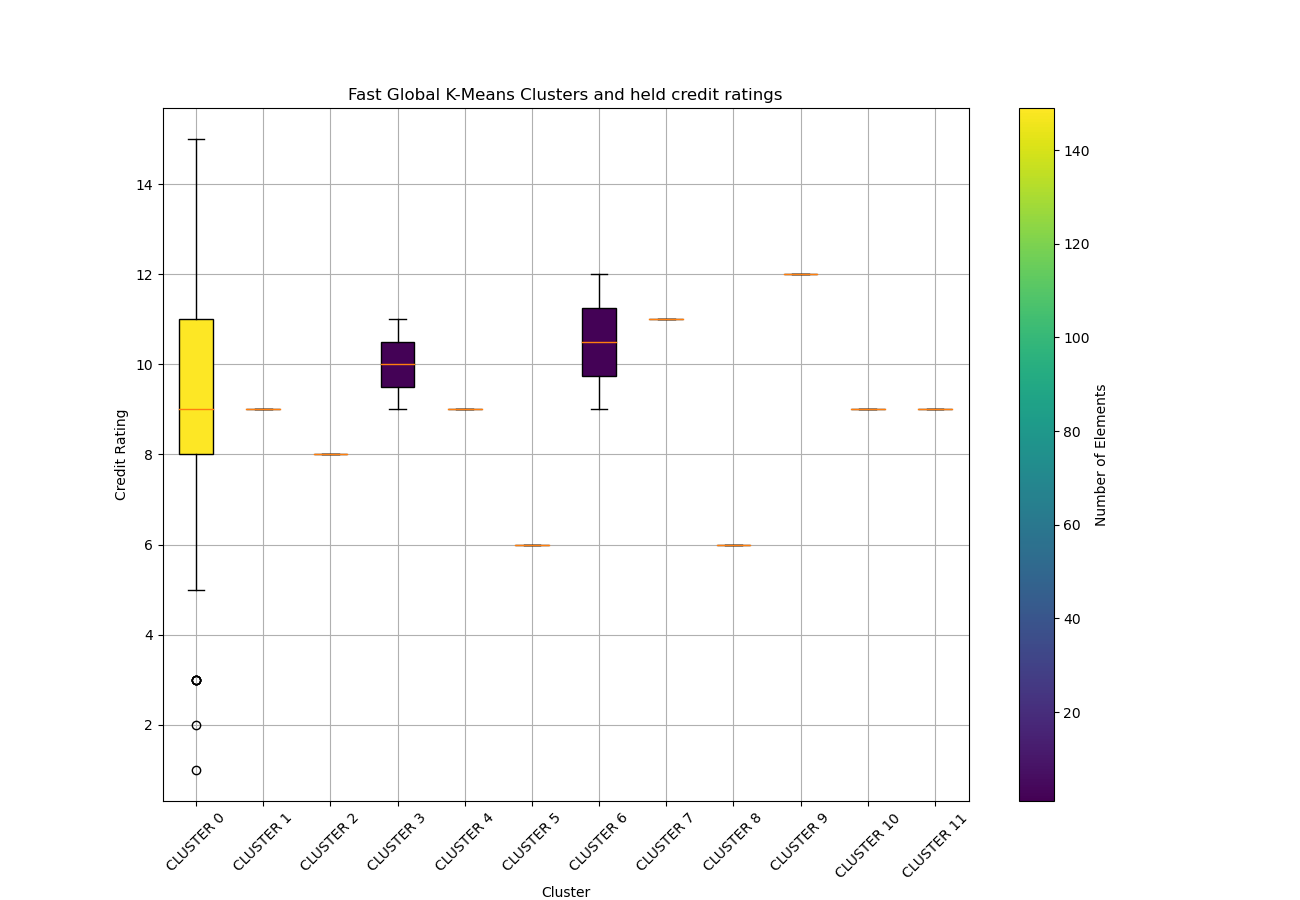 Fast Global K-Means Clusters and held credit ratings
14
12
10
8
6
4
2
Credit Rating
CLUSTER 0
CLUSTER 1
CLUSTER 2
CLUSTER 3
CLUSTER 4
CLUSTER 5
CLUSTER 6
CLUSTER 7
CLUSTER 8
CLUSTER 9
CLUSTER 10
CLUSTER 11
Cluster
140
120
100
80
60
40
20
Number of Elements